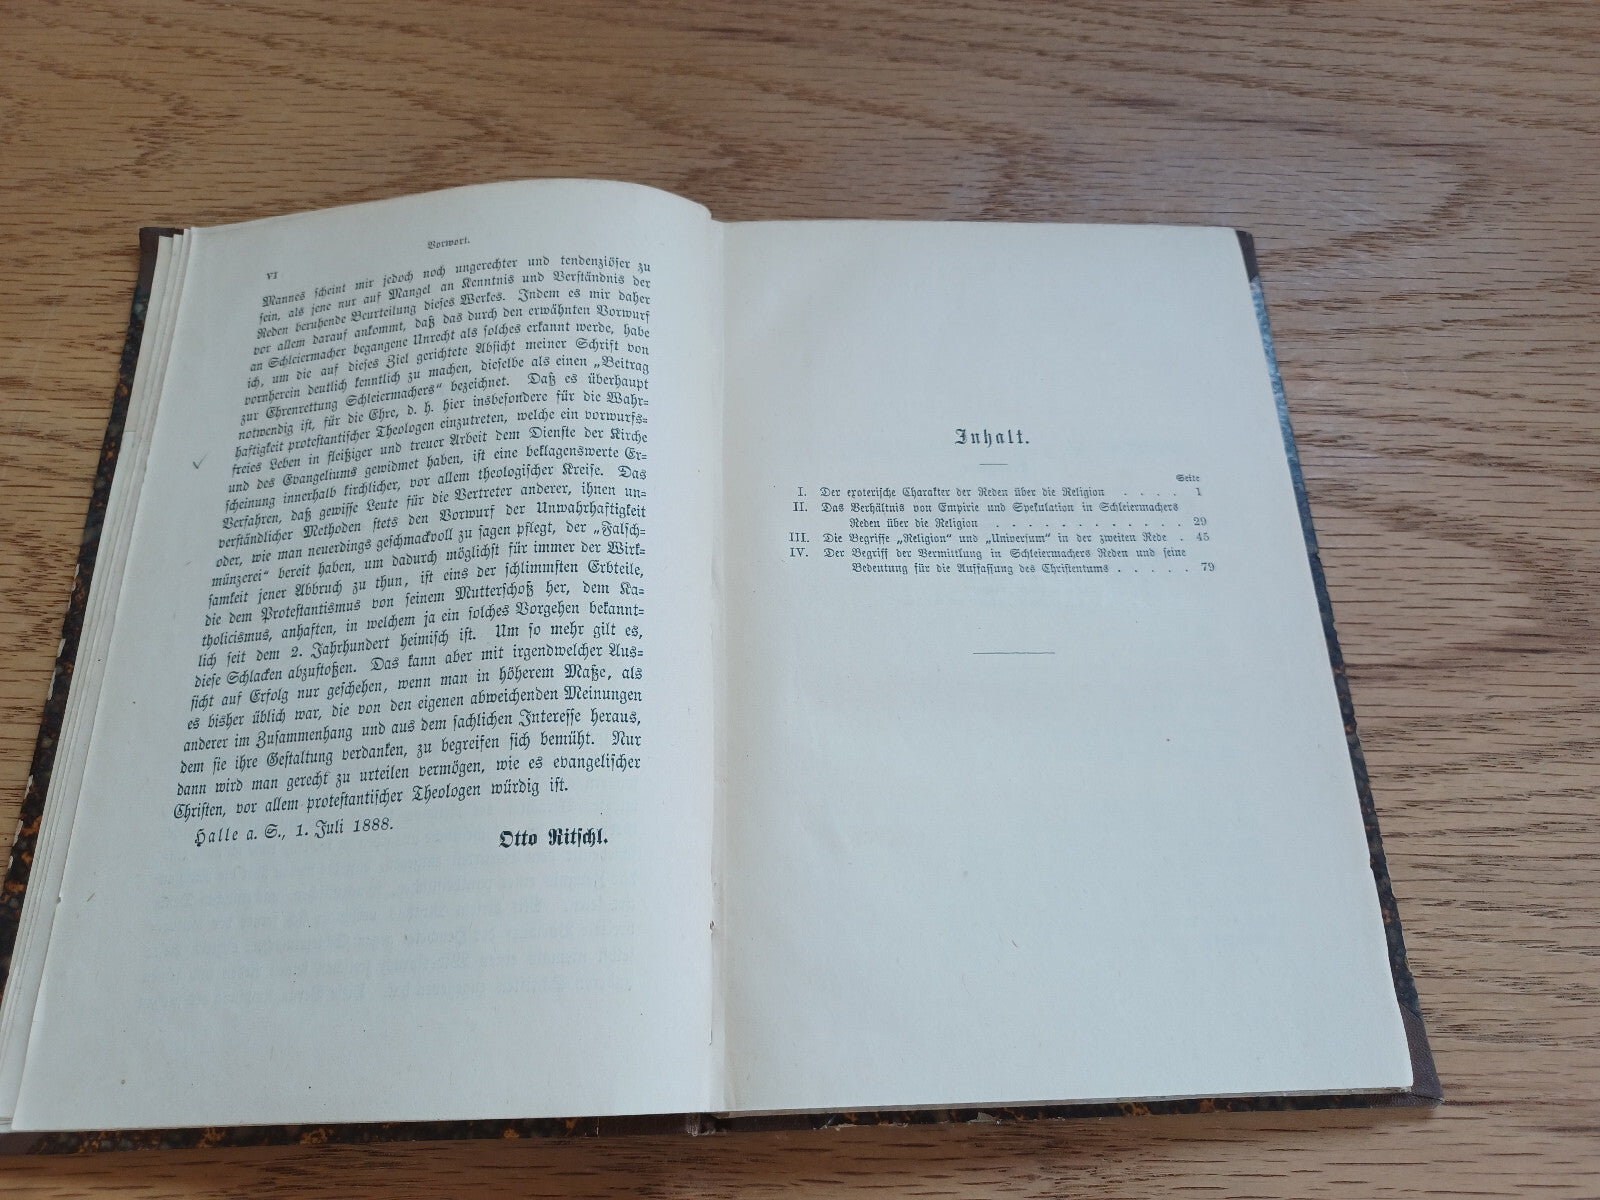 Vorwort.
VI
Mannes scheint mir jedoch noch ungerechter und tendenziöser zu
sein, als jene nur auf Mangel an Kenntnis und Verständnis der
Reden beruhende Beurteilung dieses Werkes. Indem es mir daher
vor allem darauf ankommt, daß das durch den erwähnten Vorwurf
an Schleiermacher begangene Unrecht als solches erkannt werde, habe
ich, um die auf dieses Ziel gerichtete Absicht meiner Schrift von
vornherein deutlich kenntlich zu machen, dieselbe als einen „Beitrag
zur Ehrenrettung Schleiermachers“ bezeichnet. Daß es überhaupt
notwendig ist, für die Ehre, d. h. hier insbesondere für die Wahr-
haftigkeit protestantischer Theologen einzutreten, welche ein vorwurfs-
freies Leben in fleißiger und treuer Arbeit dem Dienste der Kirche
und des Evangeliums gewidmet haben, ist eine beklagenswerte Er-
scheinung innerhalb kirchlicher, vor allem theologischer Kreise. Das
Verfahren, daß gewisse Leute für die Vertreter anderer, ihnen un-
verständlicher Methoden stets den Vorwurf der Unwahrhaftigkeit
oder, wie man neuerdings geschmackvoll zu sagen pflegt, der „Falsch-
münzerei“ bereit haben, um dadurch möglichst für immer der Wirk-
samkeit jener Abbruch zu thun, ist eins der schlimmsten Erbteile,
die dem Protestantismus von seinem Mutterschoß her, dem Ka-
tholicismus, anhaften, in welchem ja ein solches Vorgehen bekannt-
lich seit dem 2. Jahrhundert heimisch ist. Um so mehr gilt es,
diese Schlacken abzustoßen. Das kann aber mit irgendwelcher Aus-
sicht auf Erfolg nur geschehen, wenn man in höherem Maße, als
es bisher üblich war, die von den eigenen abweichenden Meinungen
anderer im Zusammenhang und aus dem sachlichen Interesse heraus,
dem sie ihre Gestaltung verdanken, zu begreifen sich bemüht. Nur
dann wird man gerecht zu urteilen vermögen, wie es evangelischer
Christen, vor allem protestantischer Theologen würdig ist.
Halle a. S., 1. Juli 1888.
Otto Ritschl.
Inhalt.
Seite
I. Der exoterische Charakter der Reden über die Religion . . . . 1
II. Das Verhältnis von Empirie und Spekulation in Schleiermachers
Reden über die Religion . . . . . . . . . . . . 29
III. Die Begriffe „Religion“ und „Univerium“ in der zweiten Rede . 45
IV. Der Begriff der Vermittlung in Schleiermachers Reden und seine
Bedeutung für die Auffassung des Christentums . . . . . 79